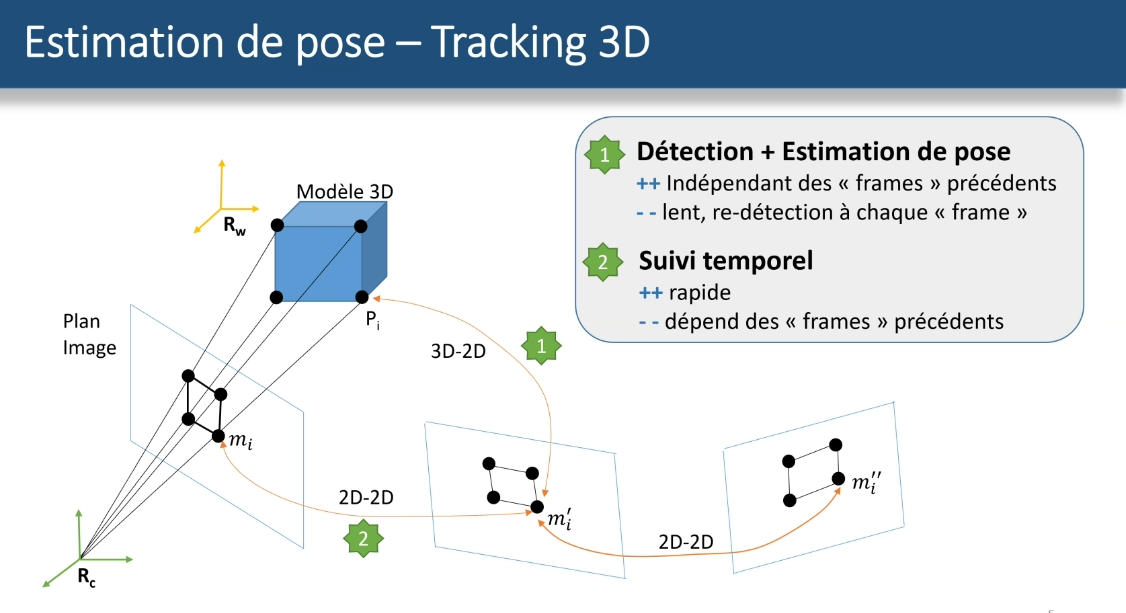 Estimation de pose – Tracking 3D
1 Détection + Estimation de pose
++ Indépendant des « frames » précédents
- - lent, re-détection à chaque « frame »
2 Suivi temporel
++ rapide
- - dépend des « frames » précédents
Modèle 3D
R_w
Plan
Image
P_i
3D-2D
1
m_i
2D-2D
2
m_i′
m_i′′
2D-2D
R_c